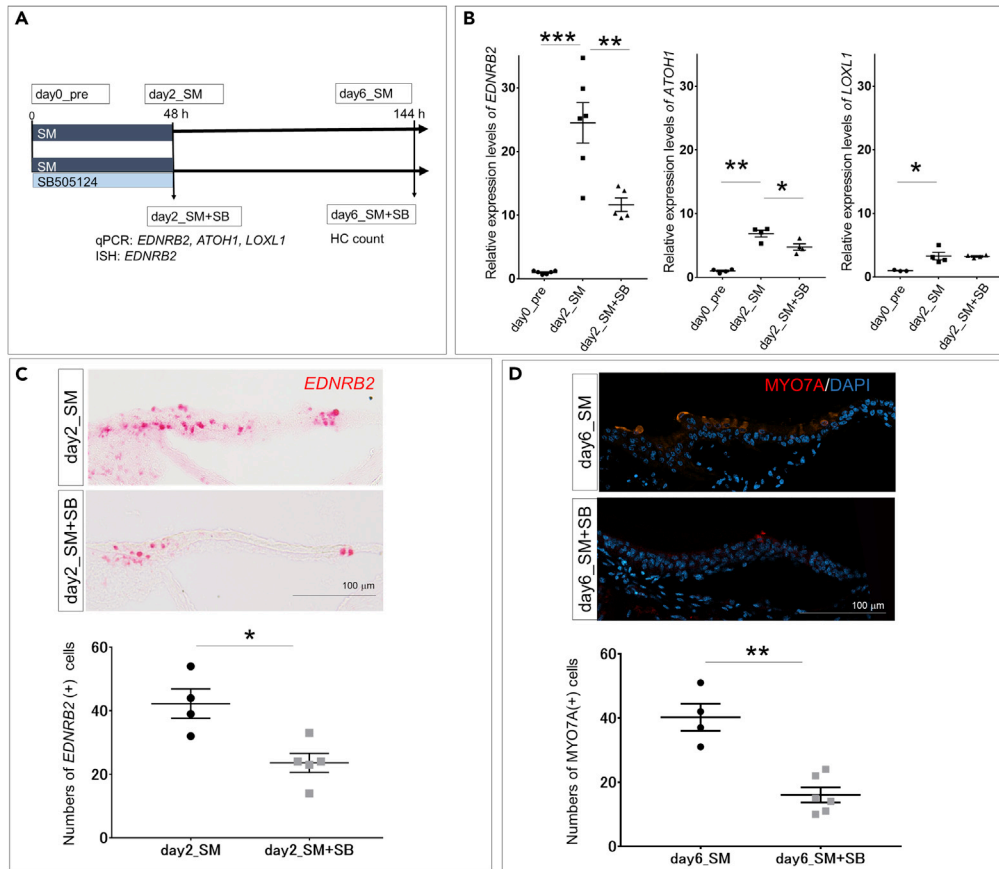 A
day0_pre
day2_SM
day6_SM
0
48 h
144 h
SM
SM
SB505124
day2_SM+SB
day6_SM+SB
qPCR: EDNRB2, ATOH1, LOXL1
HC count
ISH: EDNRB2
B
Relative expression levels of EDNRB2
30
20
10
0
***
**
day0_pre
day2_SM
day2_SM+SB
Relative expression levels of ATOH1
30
20
10
0
**
*
day0_pre
day2_SM
day2_SM+SB
Relative expression levels of LOXL1
30
20
10
0
*
day0_pre
day2_SM
day2_SM+SB
C
day2_SM
EDNRB2
day2_SM+SB
100 μm
Numbers of EDNRB2 (+) cells
60
40
20
0
*
day2_SM
day2_SM+SB
D
day6_SM
MYO7A/DAPI
day6_SM+SB
100 μm
Numbers of MYO7A(+) cells
60
40
20
0
**
day6_SM
day6_SM+SB